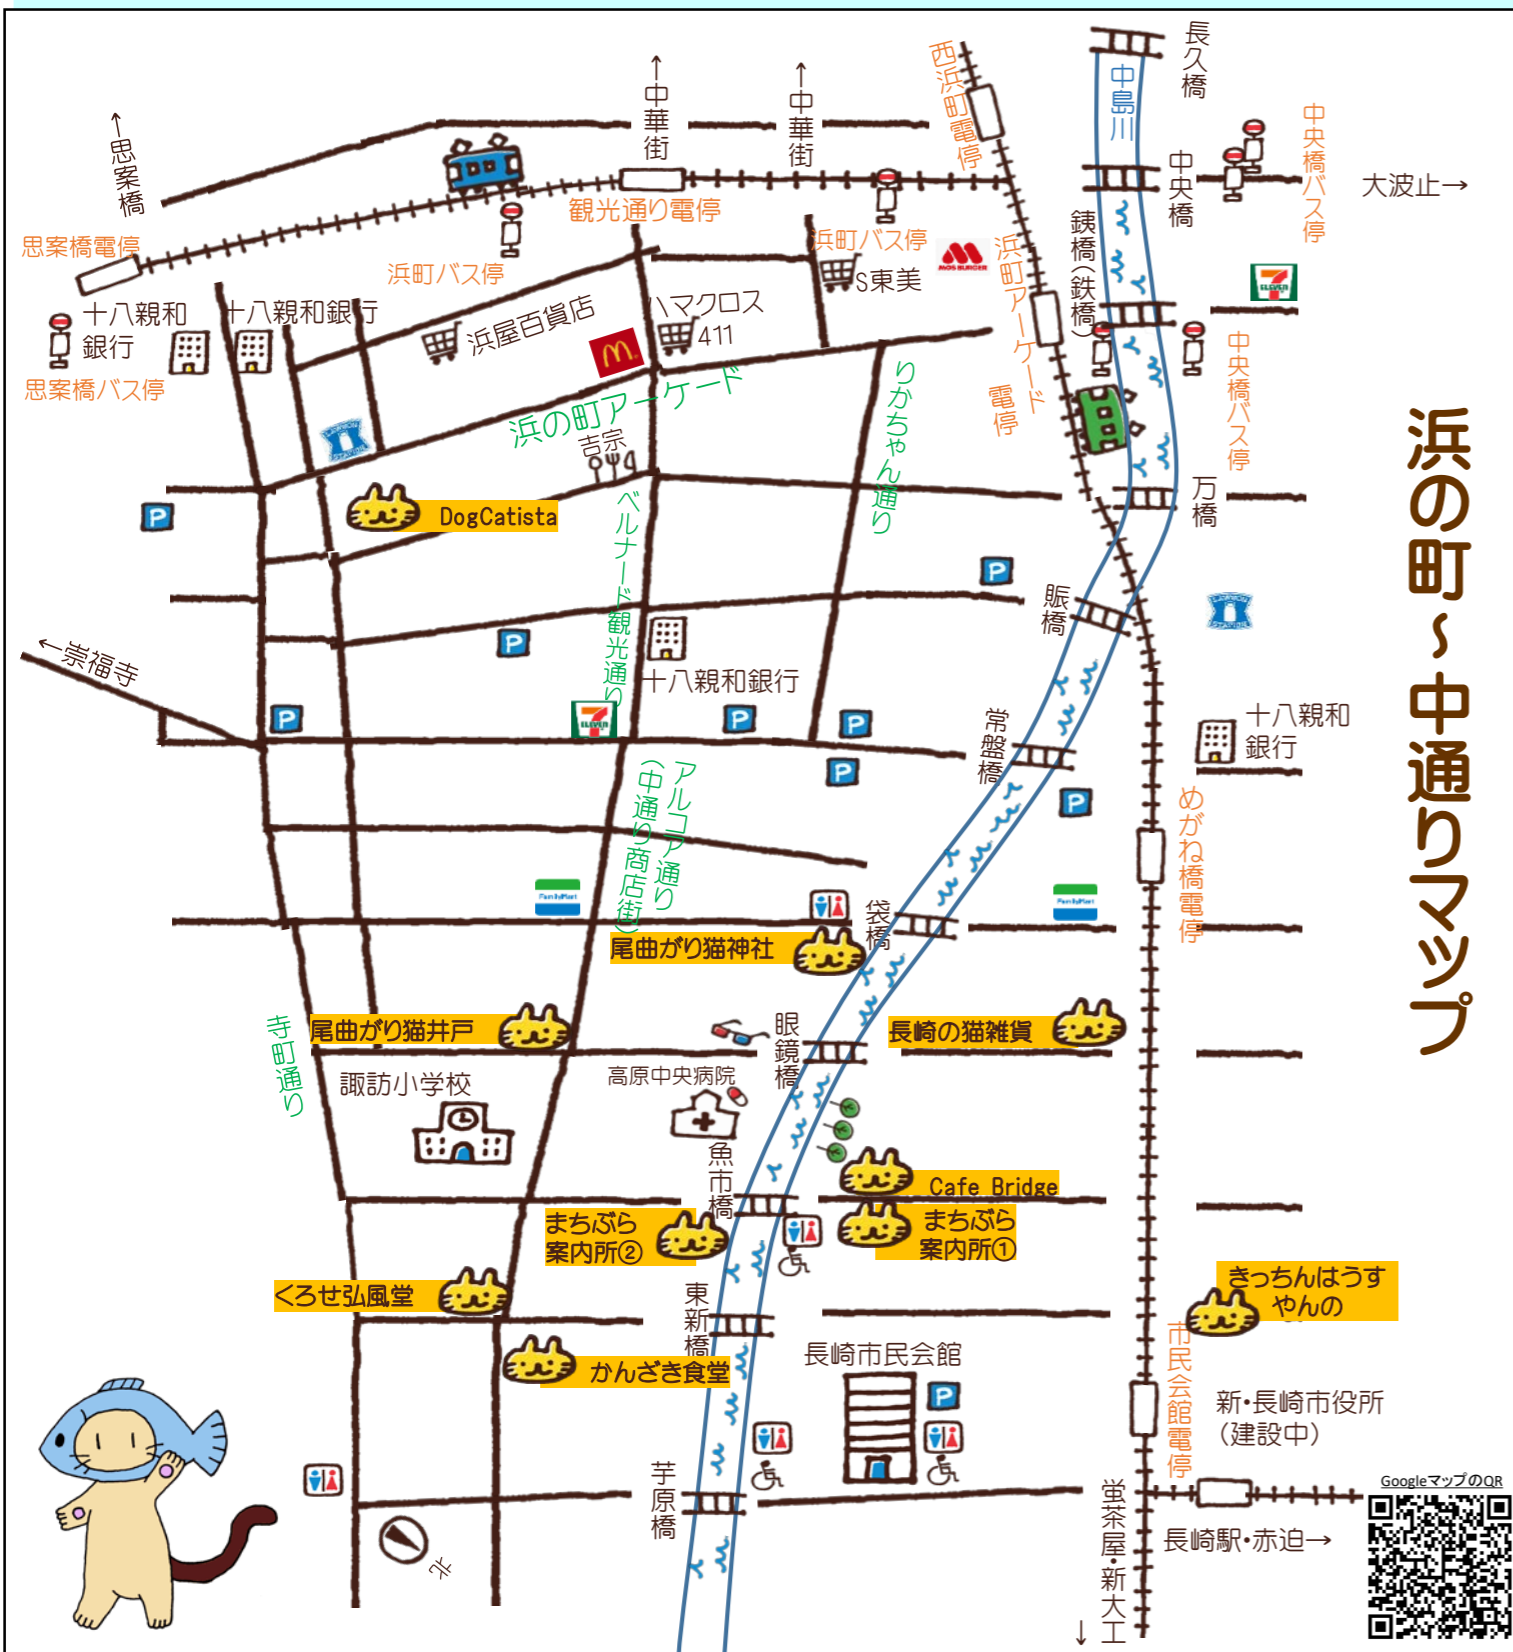 長久橋
西浜町電停
中島川
←中華街
←中華街
←思案橋
中央橋バス停
中央橋
大波止→
観光通り電停
思案橋電停
浜町バス停
浜町バス停
S東美
MOS BURGER
浜町アーケード
電停
銕橋(鉄橋)
ELEVEN
十八親和
銀行
十八親和銀行
思案橋バス停
浜屋百貨店
ハマクロス
411
M
中央橋バス停
浜の町アーケード
りかちゃん通り
吉宗
LAWSON
STATION
P
DogCatista
ベルナード観光通り
万橋
浜の町~中通りマップ
P
賑橋
LAWSON
STATION
P
←崇福寺
十八親和銀行
P
ELEVEN
P
P
P
常盤橋
十八親和
銀行
P
めがね橋電停
アルコア通り
(中通り商店街)
FamilyMart
FamilyMart
袋橋
尾曲がり猫神社
寺町通り
尾曲がり猫井戸
眼鏡橋
長崎の猫雑貨
諏訪小学校
高原中央病院
魚市橋
Cafe Bridge
まちぶら
案内所②
まちぶら
案内所①
くろせ弘風堂
東新橋
きっちんはうす
やんの
かんざき食堂
長崎市民会館
P
市民会館電停
新・長崎市役所
(建設中)
芋原橋
北
蛍茶屋・新大工
↓
長崎駅・赤迫→
GoogleマップのQR